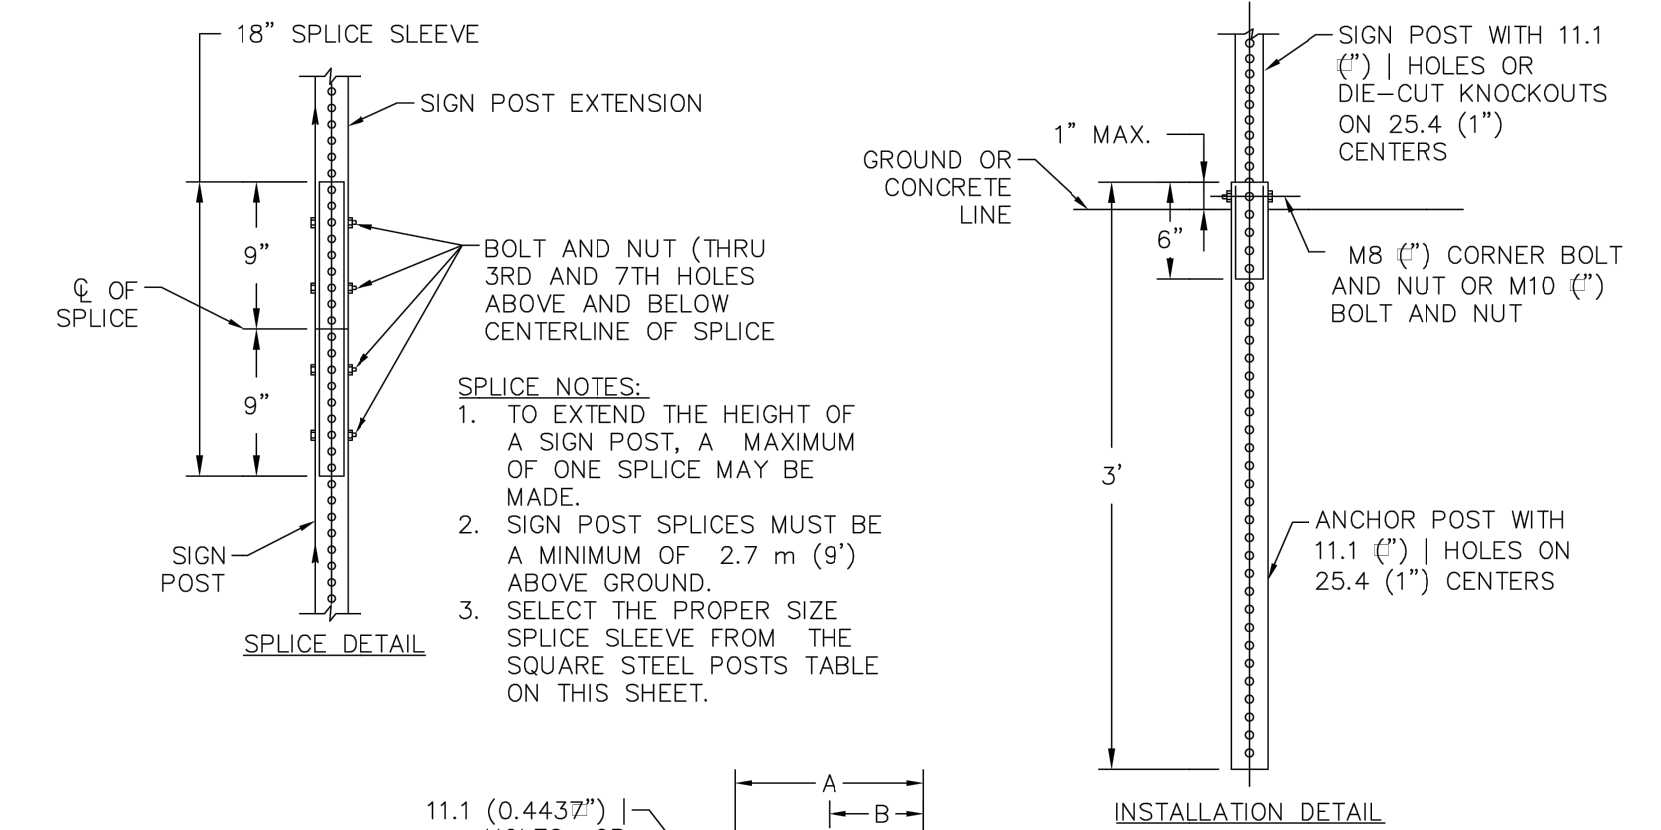 18” SPLICE SLEEVE
SIGN POST EXTENSION
9”
℄ OF
SPLICE
9”
BOLT AND NUT (THRU
3RD AND 7TH HOLES
ABOVE AND BELOW
CENTERLINE OF SPLICE
SIGN
POST
SPLICE DETAIL
SPLICE NOTES:
1. TO EXTEND THE HEIGHT OF
A SIGN POST, A MAXIMUM
OF ONE SPLICE MAY BE
MADE.
2. SIGN POST SPLICES MUST BE
A MINIMUM OF 2.7 m (9’)
ABOVE GROUND.
3. SELECT THE PROPER SIZE
SPLICE SLEEVE FROM THE
SQUARE STEEL POSTS TABLE
ON THIS SHEET.
SIGN POST WITH 11.1
(□”) | HOLES OR
DIE–CUT KNOCKOUTS
ON 25.4 (1”)
CENTERS
1” MAX.
GROUND OR
CONCRETE
LINE
6”
M8 (□”) CORNER BOLT
AND NUT OR M10 (□”)
BOLT AND NUT
3’
ANCHOR POST WITH
11.1 (□”) | HOLES ON
25.4 (1”) CENTERS
INSTALLATION DETAIL
A
B
11.1 (0.4437”) |